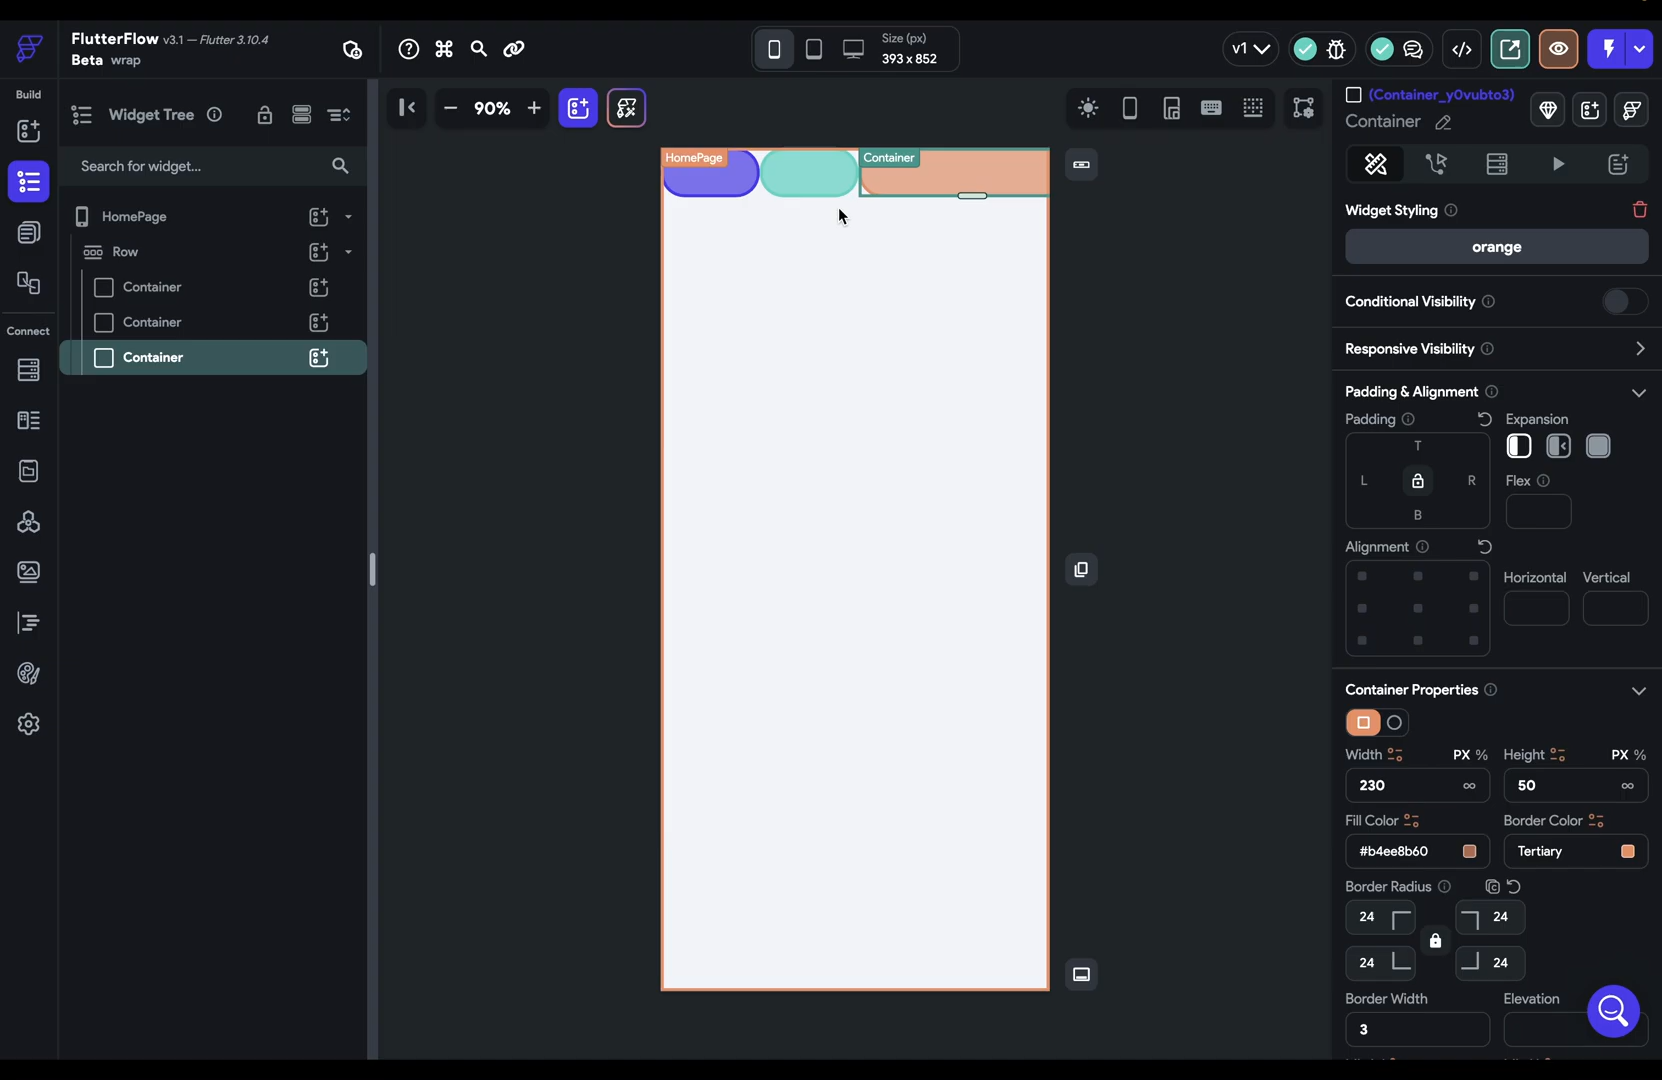 FlutterFlow v3.1 — Flutter 3.10.4
Beta wrap
Size (px)
393 x 852
v1
Build
Connect
Widget Tree
Search for widget...
HomePage
Row
Container
Container
Container
90%
HomePage
Container
(Container_y0vubto3)
Container
Widget Styling
orange
Conditional Visibility
Responsive Visibility
Padding & Alignment
Padding Expansion
T
L R
B
Flex
Alignment
Horizontal Vertical
Container Properties
Width PX % Height PX %
230 ∞ 50 ∞
Fill Color Border Color
#b4ee8b60 Tertiary
Border Radius
24 24
24 24
Border Width Elevation
3